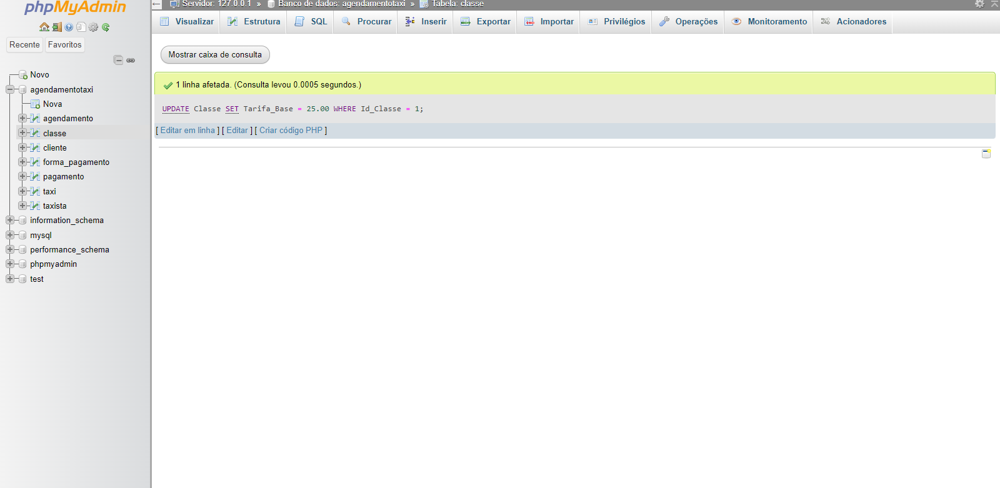 phpMyAdmin
Recente Favoritos
Novo
agendamentotaxi
Nova
agendamento
classe
cliente
forma_pagamento
pagamento
taxi
taxista
information_schema
mysql
performance_schema
phpmyadmin
test
Servidor: 127.0.0.1 » Banco de dados: agendamentotaxi » Tabela: classe
Visualizar Estrutura SQL Procurar Inserir Exportar Importar Privilégios Operações Monitoramento Acionadores
Mostrar caixa de consulta
1 linha afetada. (Consulta levou 0.0005 segundos.)
UPDATE Classe SET Tarifa_Base = 25.00 WHERE Id_Classe = 1;
[ Editar em linha ] [ Editar ] [ Criar código PHP ]